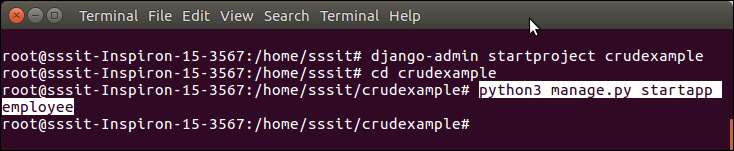 Terminal File Edit View Search Terminal Help
root@sssit-Inspiron-15-3567:/home/sssit# django-admin startproject crudexample
root@sssit-Inspiron-15-3567:/home/sssit# cd crudexample
root@sssit-Inspiron-15-3567:/home/sssit/crudexample# python3 manage.py startapp
employee
root@sssit-Inspiron-15-3567:/home/sssit/crudexample#